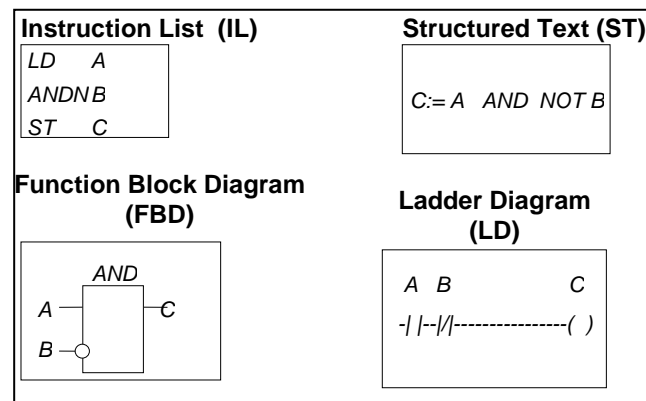 Instruction List (IL)
LD A
ANDN B
ST C
Structured Text (ST)
C:= A AND NOT B
Function Block Diagram
(FBD)
AND
A C
B
Ladder Diagram
(LD)
A B C
-| |--|/|----------------( )